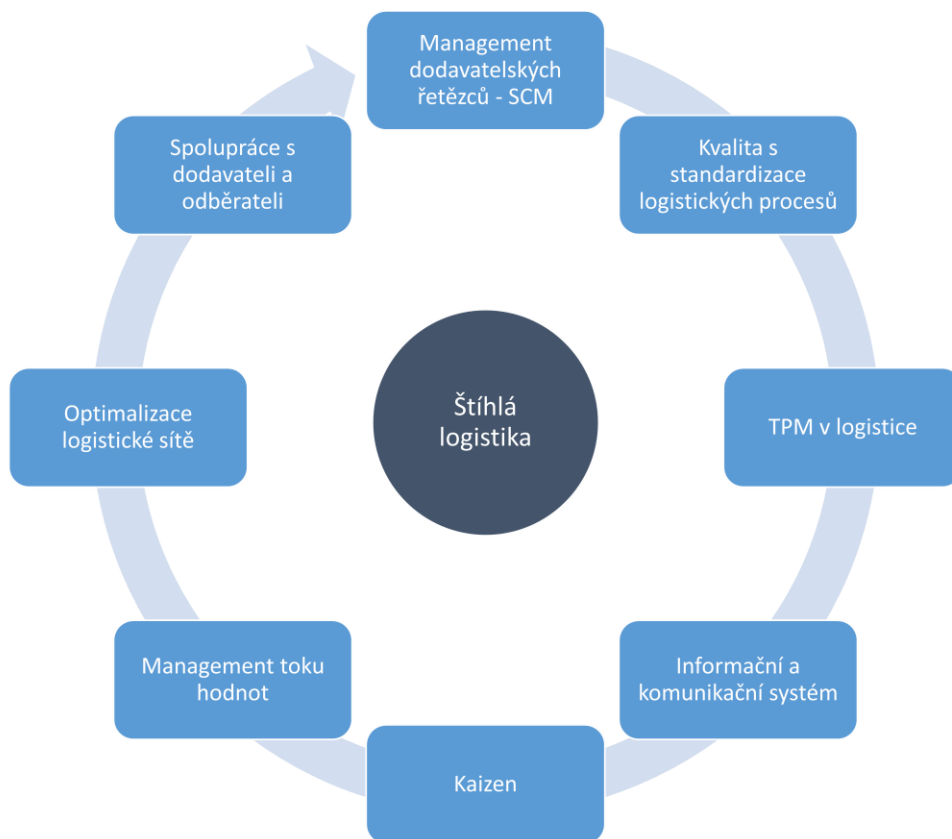 Management
dodavatelských
řetězců - SCM
Kvalita s
standardizace
logistických procesů
TPM v logistice
Informační a
komunikační systém
Kaizen
Management toku
hodnot
Optimalizace
logistické sítě
Spolupráce s
dodavateli a
odběrateli
Štíhlá
logistika